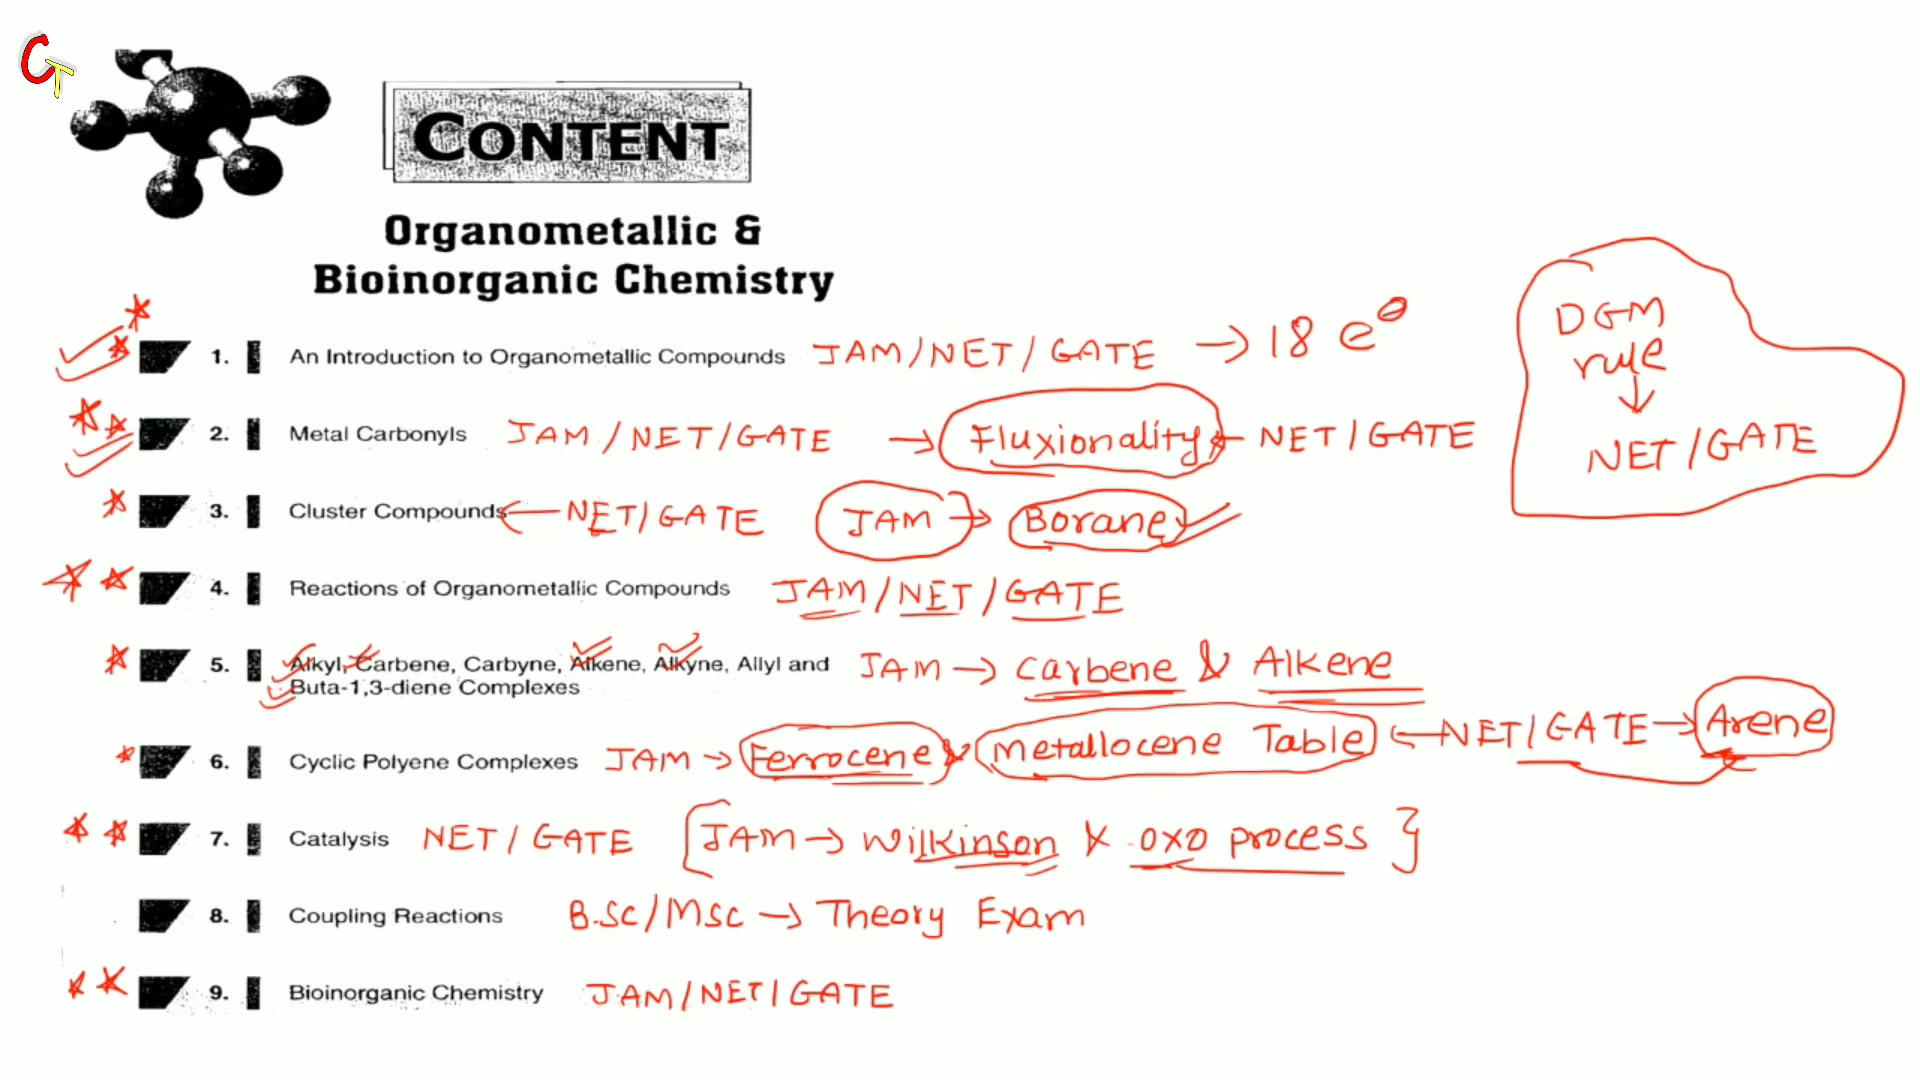 CT
CONTENT
Organometallic &
Bioinorganic Chemistry
1. An Introduction to Organometallic Compounds JAM/NET/GATE → 18 e⊖
2. Metal Carbonyls JAM/NET/GATE → Fluxionality ← NET/GATE
3. Cluster Compounds ← NET/GATE JAM → Borane
4. Reactions of Organometallic Compounds JAM/NET/GATE
5. Alkyl, Carbene, Carbyne, Alkene, Alkyne, Allyl and JAM → Carbene & Alkene
Buta-1,3-diene Complexes
6. Cyclic Polyene Complexes JAM → Ferrocene & Metallocene Table ← NET/GATE → Arene
7. Catalysis NET/GATE [JAM → Wilkinson & oxo process }
8. Coupling Reactions B.Sc/MSc → Theory Exam
9. Bioinorganic Chemistry JAM/NET/GATE
DGM
rule
↓
NET/GATE